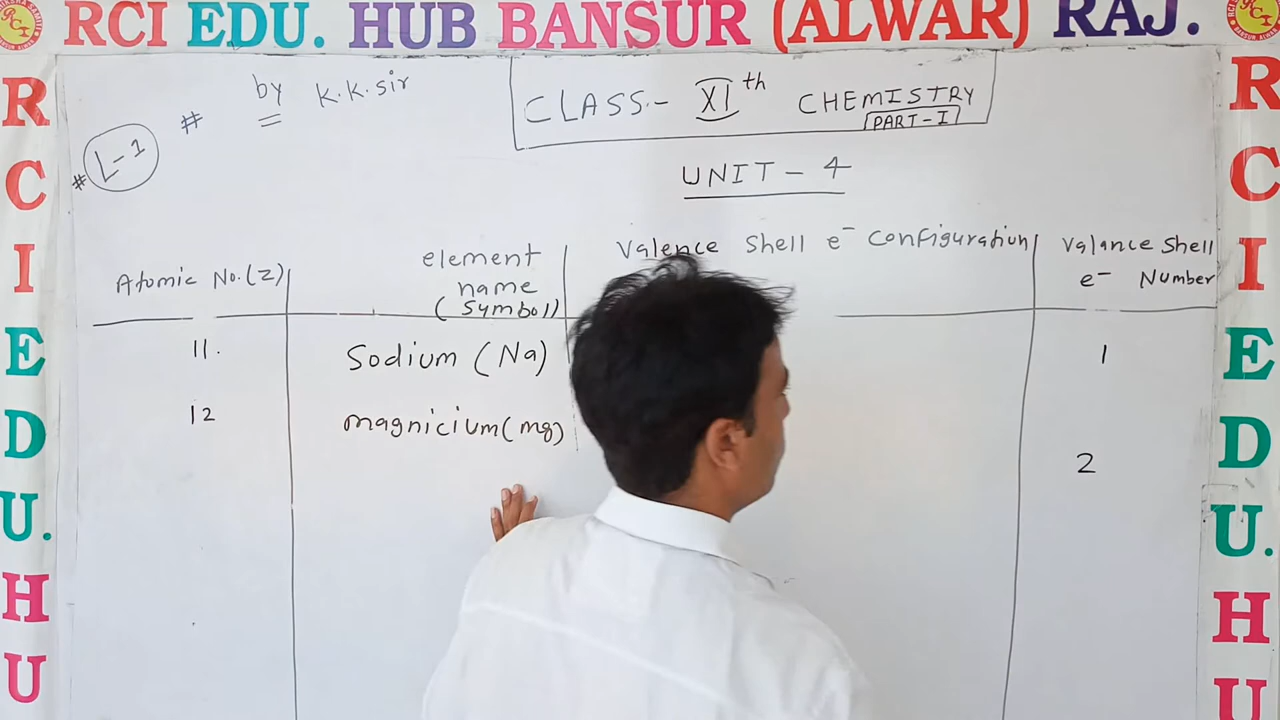 RCI EDU. HUB BANSUR (ALWAR) RAJ.
R
C
I
E
D
U.
H
U
# by K.K.sir
# L-1
CLASS:- XIth CHEMISTRY
PART-I
UNIT - 4
Atomic No.(Z)
element
name
(Symbol)
Valence Shell e- Configuration
Valance Shell
e- Number
11. Sodium (Na) 1
12 magnicium(mg)
2
R
C
I
E
D
U.
H
U